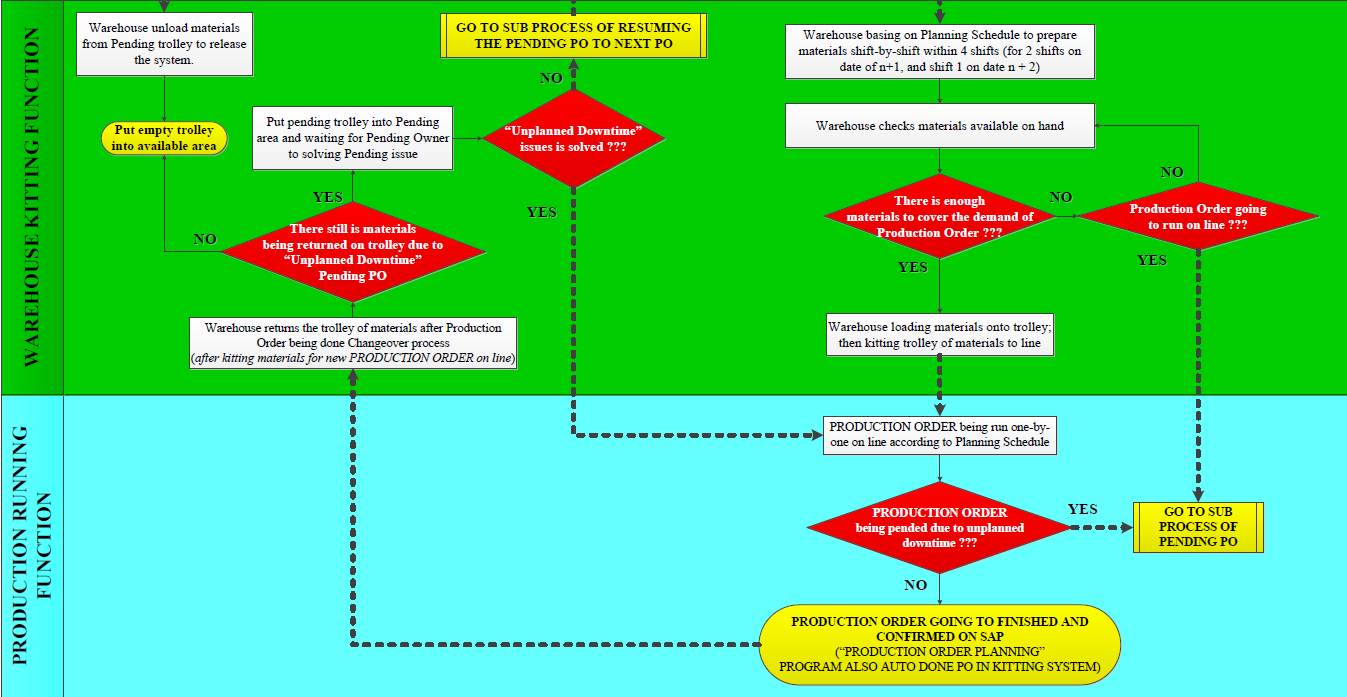 WAREHOUSE KITTING FUNCTION
Warehouse unload materials
from Pending trolley to release
the system.
Put empty trolley
into available area
GO TO SUB PROCESS OF RESUMING
THE PENDING PO TO NEXT PO
NO
Put pending trolley into Pending
area and waiting for Pending Owner
to solving Pending issue
“Unplanned Downtime”
issues is solved ???
YES
YES
NO
There still is materials
being returned on trolley due to
“Unplanned Downtime”
Pending PO
Warehouse returns the trolley of materials after Production
Order being done Changeover process
(after kitting materials for new PRODUCTION ORDER on line)
Warehouse basing on Planning Schedule to prepare
materials shift-by-shift within 4 shifts (for 2 shifts on
date of n+1, and shift 1 on date n + 2)
Warehouse checks materials available on hand
There is enough
materials to cover the demand of
Production Order ???
NO
NO
Production Order going
to run on line ???
YES
YES
Warehouse loading materials onto trolley;
then kitting trolley of materials to line
PRODUCTION RUNNING
FUNCTION
PRODUCTION ORDER being run one-by-
one on line according to Planning Schedule
PRODUCTION ORDER
being pended due to unplanned
downtime ???
YES
GO TO SUB
PROCESS OF
PENDING PO
NO
PRODUCTION ORDER GOING TO FINISHED AND
CONFIRMED ON SAP
(“PRODUCTION ORDER PLANNING”
PROGRAM ALSO AUTO DONE PO IN KITTING SYSTEM)